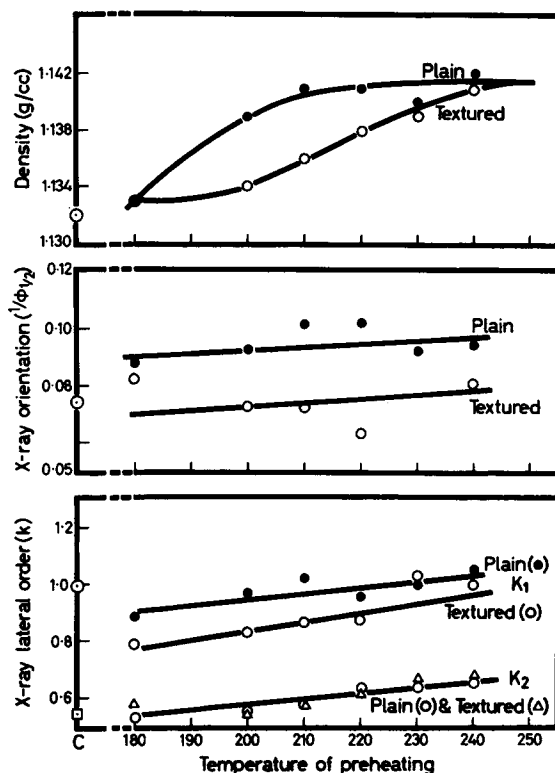 1·142
1·138
1·134
1·130
Density (g/cc)
Plain
Textured
0·12
0·10
0·08
0·05
X-ray orientation (1/Φ1/2)
Plain
Textured
1·2
1·0
0·8
0·6
X-ray lateral order (k)
Plain (●)
K1
Textured (o)
K2
Plain (O) & Textured (△)
C 180 190 200 210 220 230 240 250
Temperature of preheating